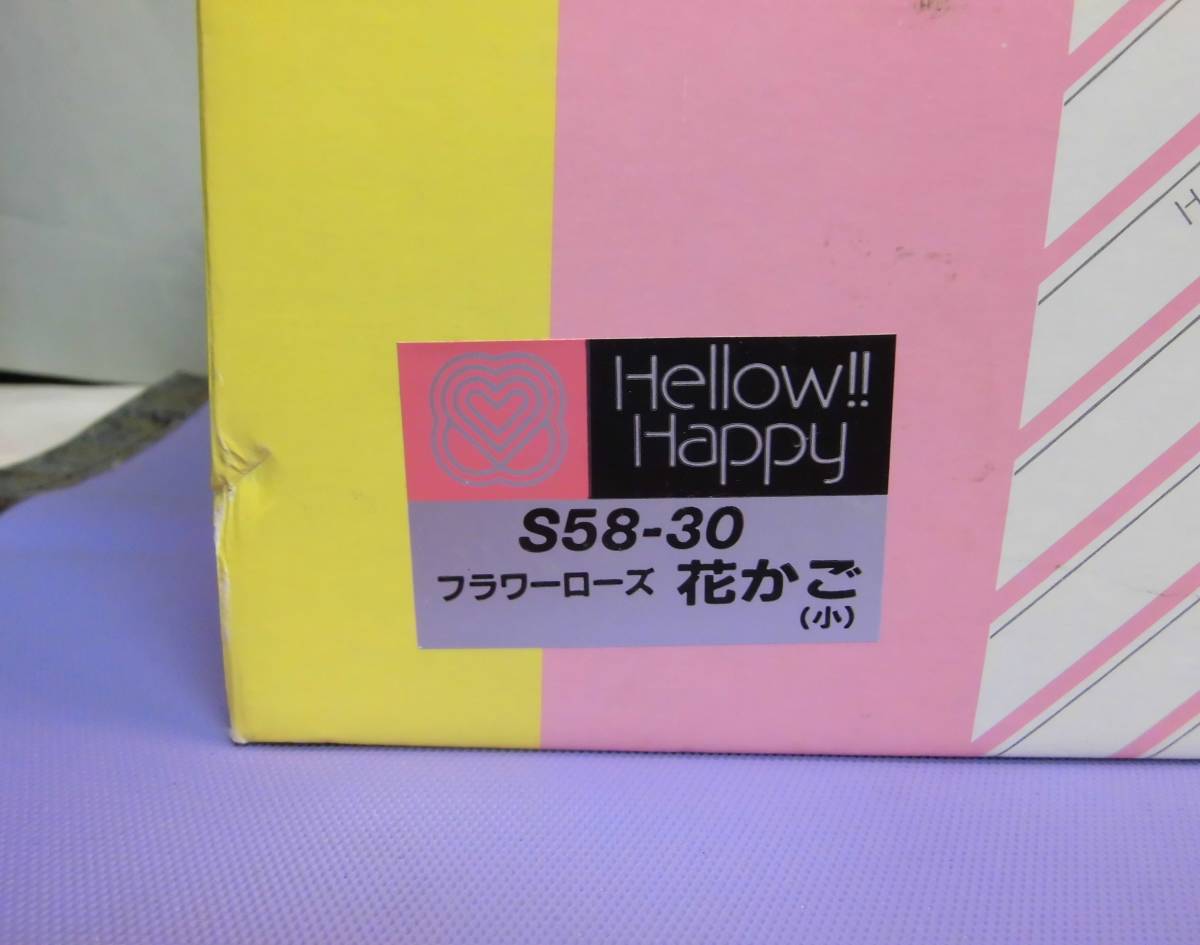 Hellow!!
Happy
S58-30
フラワーローズ 花かご
(小)
H